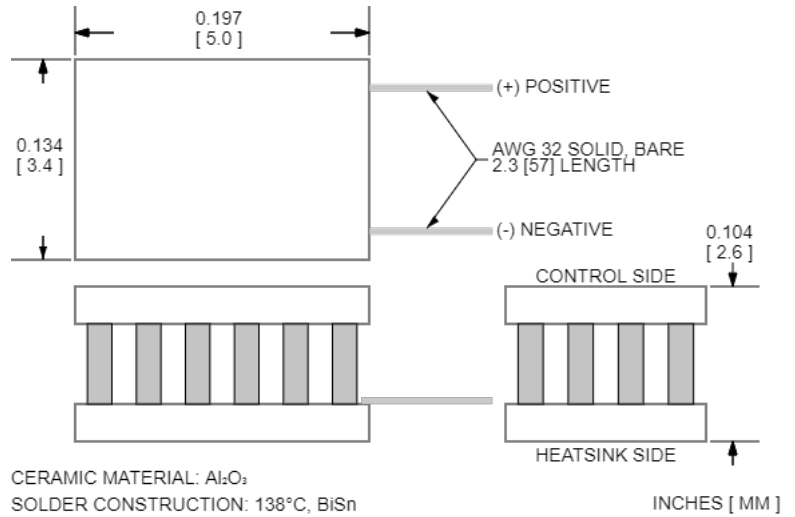 0.197
[ 5.0 ]
(+) POSITIVE
0.134
[ 3.4 ]
AWG 32 SOLID, BARE
2.3 [57] LENGTH
(-) NEGATIVE
0.104
[ 2.6 ]
CONTROL SIDE
HEATSINK SIDE
CERAMIC MATERIAL: Al₂O₃
SOLDER CONSTRUCTION: 138°C, BiSn
INCHES [ MM ]